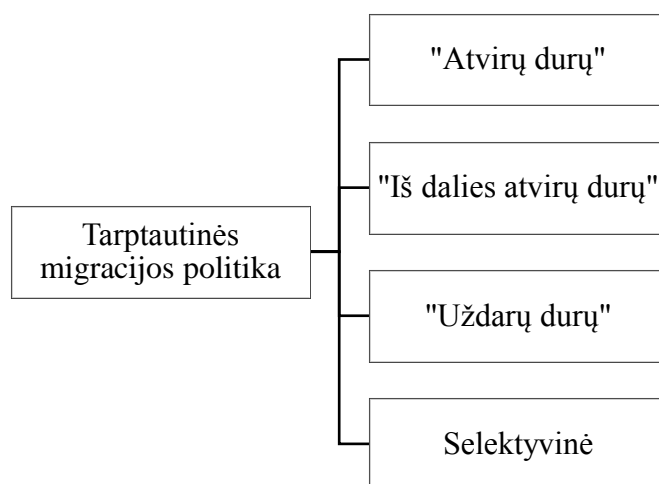 "Atvirų durų"
"Iš dalies atvirų durų"
Tarptautinės
migracijos politika
"Uždarų durų"
Selektyvinė